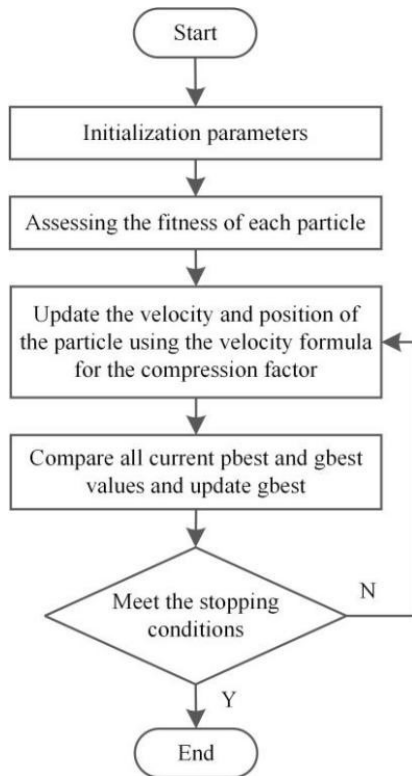 Start
Initialization parameters
Assessing the fitness of each particle
Update the velocity and position of
the particle using the velocity formula
for the compression factor
Compare all current pbest and gbest
values and update gbest
Meet the stopping
conditions
N
Y
End